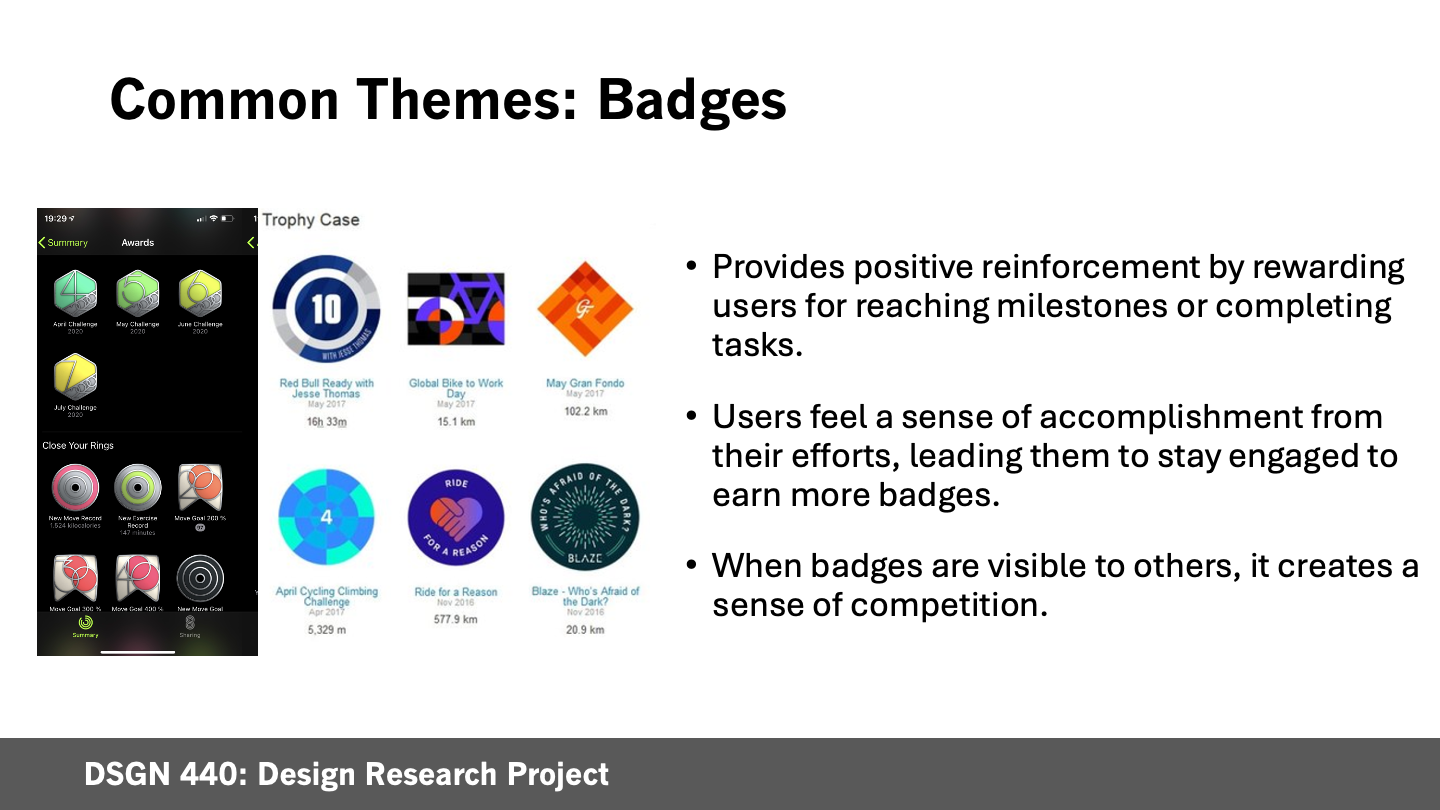 Common Themes: Badges
19:29
Summary
Awards
4
5
6
April Challenge
2020
May Challenge
2020
June Challenge
2020
7
July Challenge
2020
Close Your Rings
New Move Record
1,524 kilocalories
New Exercise
Record
147 minutes
Move Goal 200 %
Move Goal 300 %
Move Goal 400 %
New Move Goal
Summary
Sharing
Trophy Case
10
WITH JESSE THOMAS
Red Bull Ready with
Jesse Thomas
May 2017
16h 33m
Global Bike to Work
Day
May 2017
15.1 km
GF
May Gran Fondo
May 2017
102.2 km
4
April Cycling Climbing
Challenge
Apr 2017
5,329 m
RIDE
FOR A REASON
Ride for a Reason
Nov 2016
577.9 km
WHO'S AFRAID OF THE DARK?
BLAZE
Blaze - Who's Afraid of
the Dark?
Nov 2016
20.9 km
• Provides positive reinforcement by rewarding
users for reaching milestones or completing
tasks.
• Users feel a sense of accomplishment from
their efforts, leading them to stay engaged to
earn more badges.
• When badges are visible to others, it creates a
sense of competition.
DSGN 440: Design Research Project